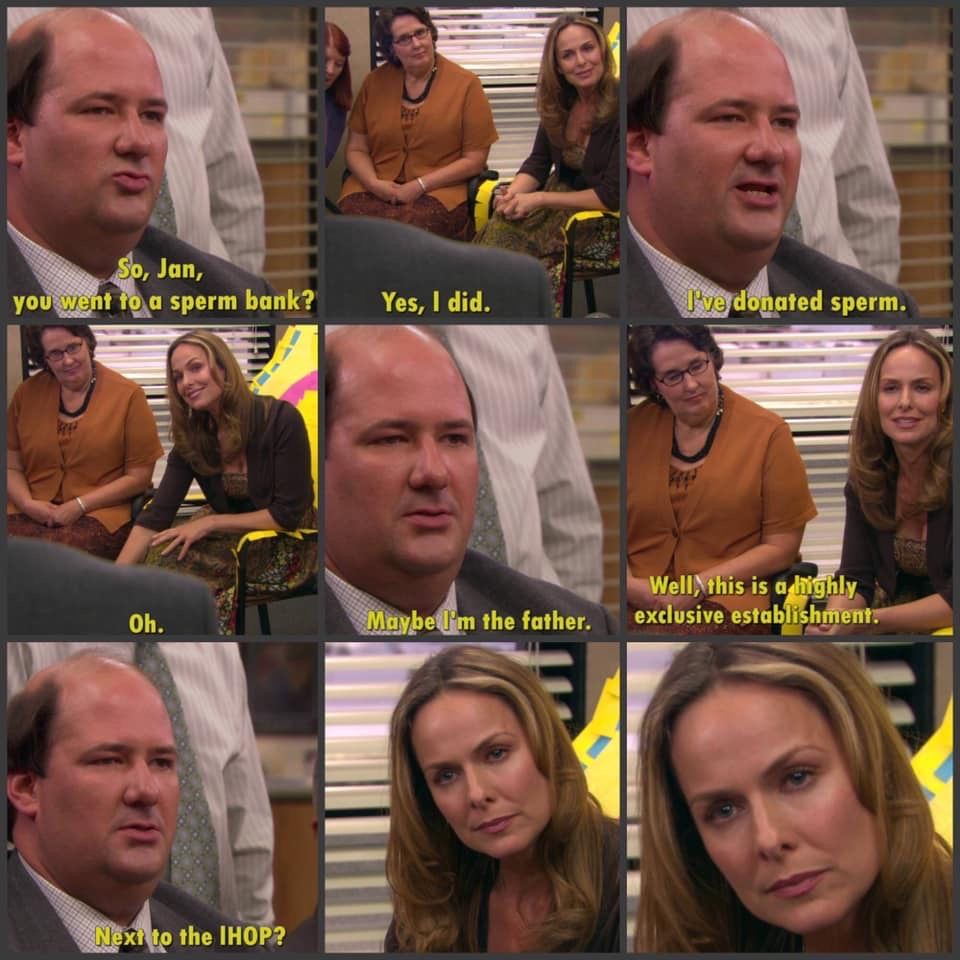 So, Jan,
you went to a sperm bank?
Yes, I did.
I've donated sperm.
Oh.
Maybe I'm the father.
Well, this is a highly
exclusive establishment.
Next to the IHOP?